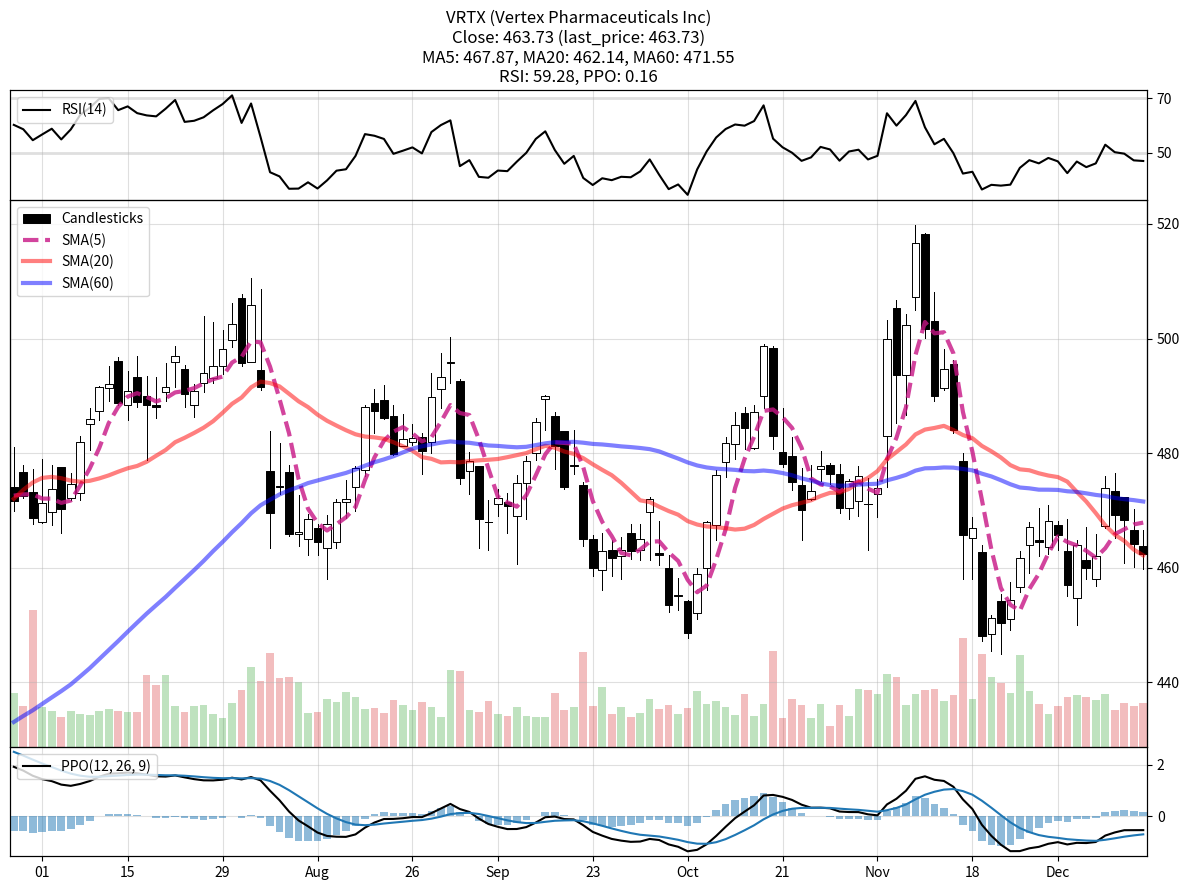 VRTX (Vertex Pharmaceuticals Inc)
Close: 463.73 (last_price: 463.73)
MA5: 467.87, MA20: 462.14, MA60: 471.55
RSI: 59.28, PPO: 0.16
RSI(14)
70
50
Candlesticks
SMA(5)
SMA(20)
SMA(60)
520
500
480
460
440
PPO(12, 26, 9)
2
0
01 15 29 Aug 26 Sep 23 Oct 21 Nov 18 Dec